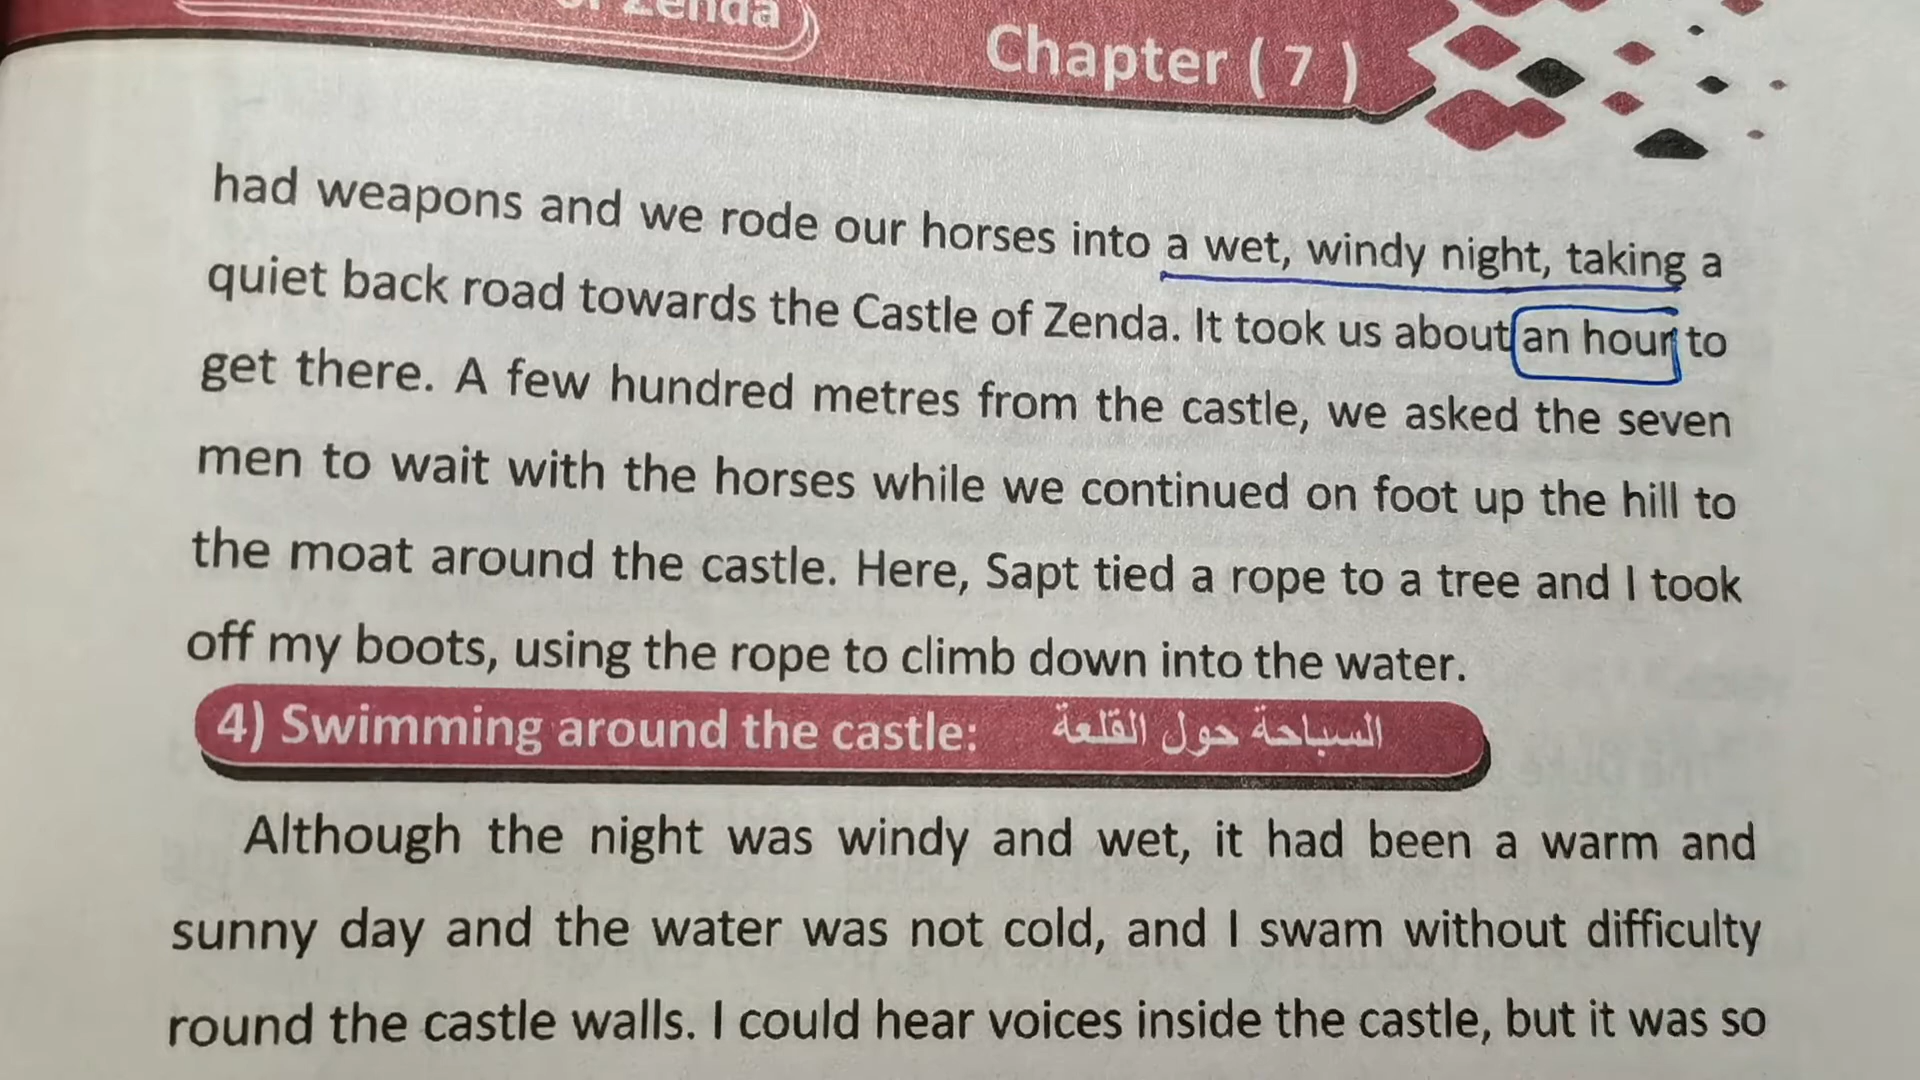 Zenda
Chapter ( 7 )
had weapons and we rode our horses into a wet, windy night, taking a
quiet back road towards the Castle of Zenda. It took us about an hour to
get there. A few hundred metres from the castle, we asked the seven
men to wait with the horses while we continued on foot up the hill to
the moat around the castle. Here, Sapt tied a rope to a tree and I took
off my boots, using the rope to climb down into the water.
4) Swimming around the castle: السباحة حول القلعة
Although the night was windy and wet, it had been a warm and
sunny day and the water was not cold, and I swam without difficulty
round the castle walls. I could hear voices inside the castle, but it was so